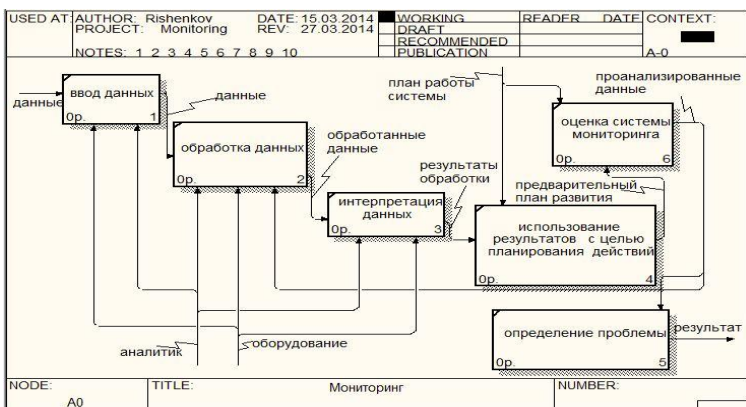 USED AT: AUTHOR: Rishenkov DATE: 15.03.2014 WORKING READER DATE CONTEXT:
PROJECT: Monitoring REV: 27.03.2014 DRAFT
RECOMMENDED
NOTES: 1 2 3 4 5 6 7 8 9 10 PUBLICATION A-0
данные
ввод данных
0р. 1
данные
обработка данных
0р. 2
обработанные
данные
интерпретация
данных
0р. 3
результаты
обработки
план работы
системы
проанализированные
данные
оценка системы
мониторинга
0р. 6
предварительный
план развития
использование
результатов с целью
планирования действий
0р. 4
определение проблемы
0р. 5
результат
аналитик
оборудование
NODE: TITLE: Мониторинг NUMBER:
A0